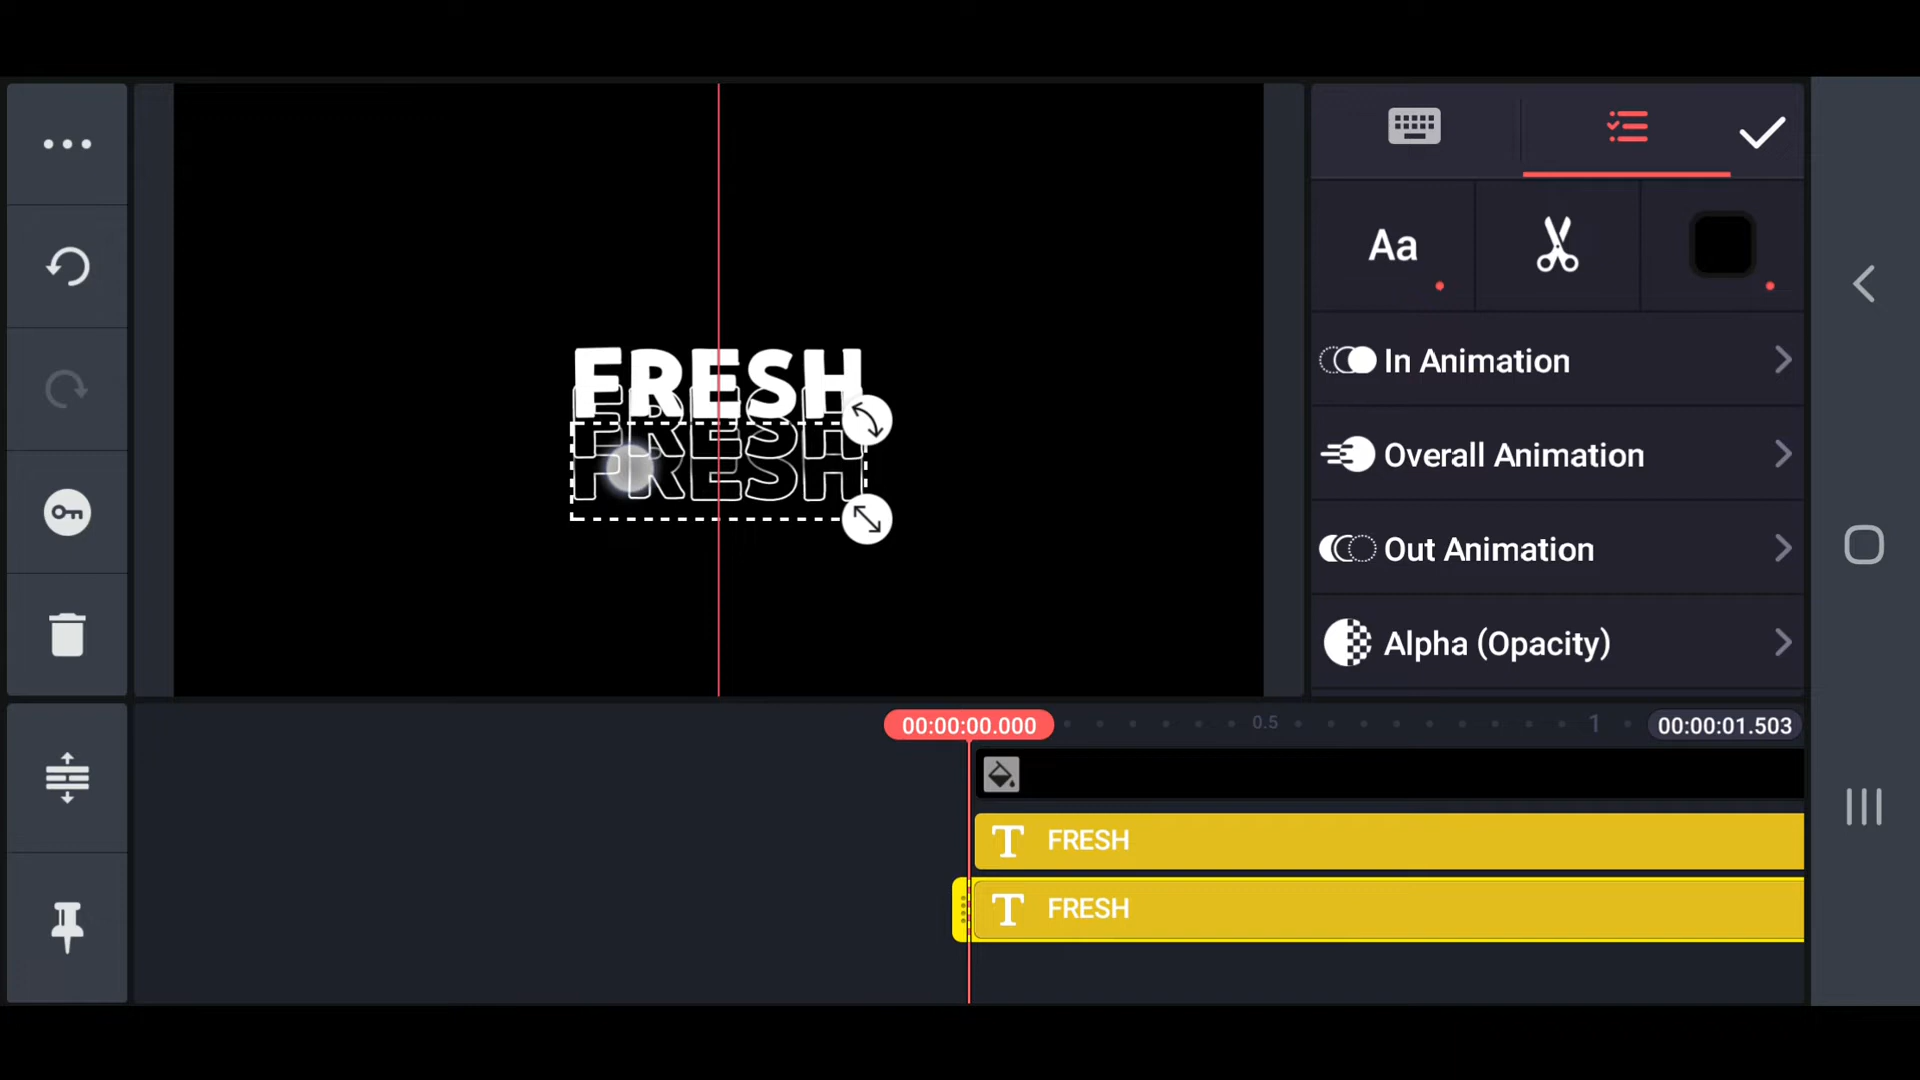 Aa
In Animation
Overall Animation
Out Animation
Alpha (Opacity)
FRESH
FRESH
FRESH
00:00:00.000
0.5
1
00:00:01.503
T FRESH
T FRESH